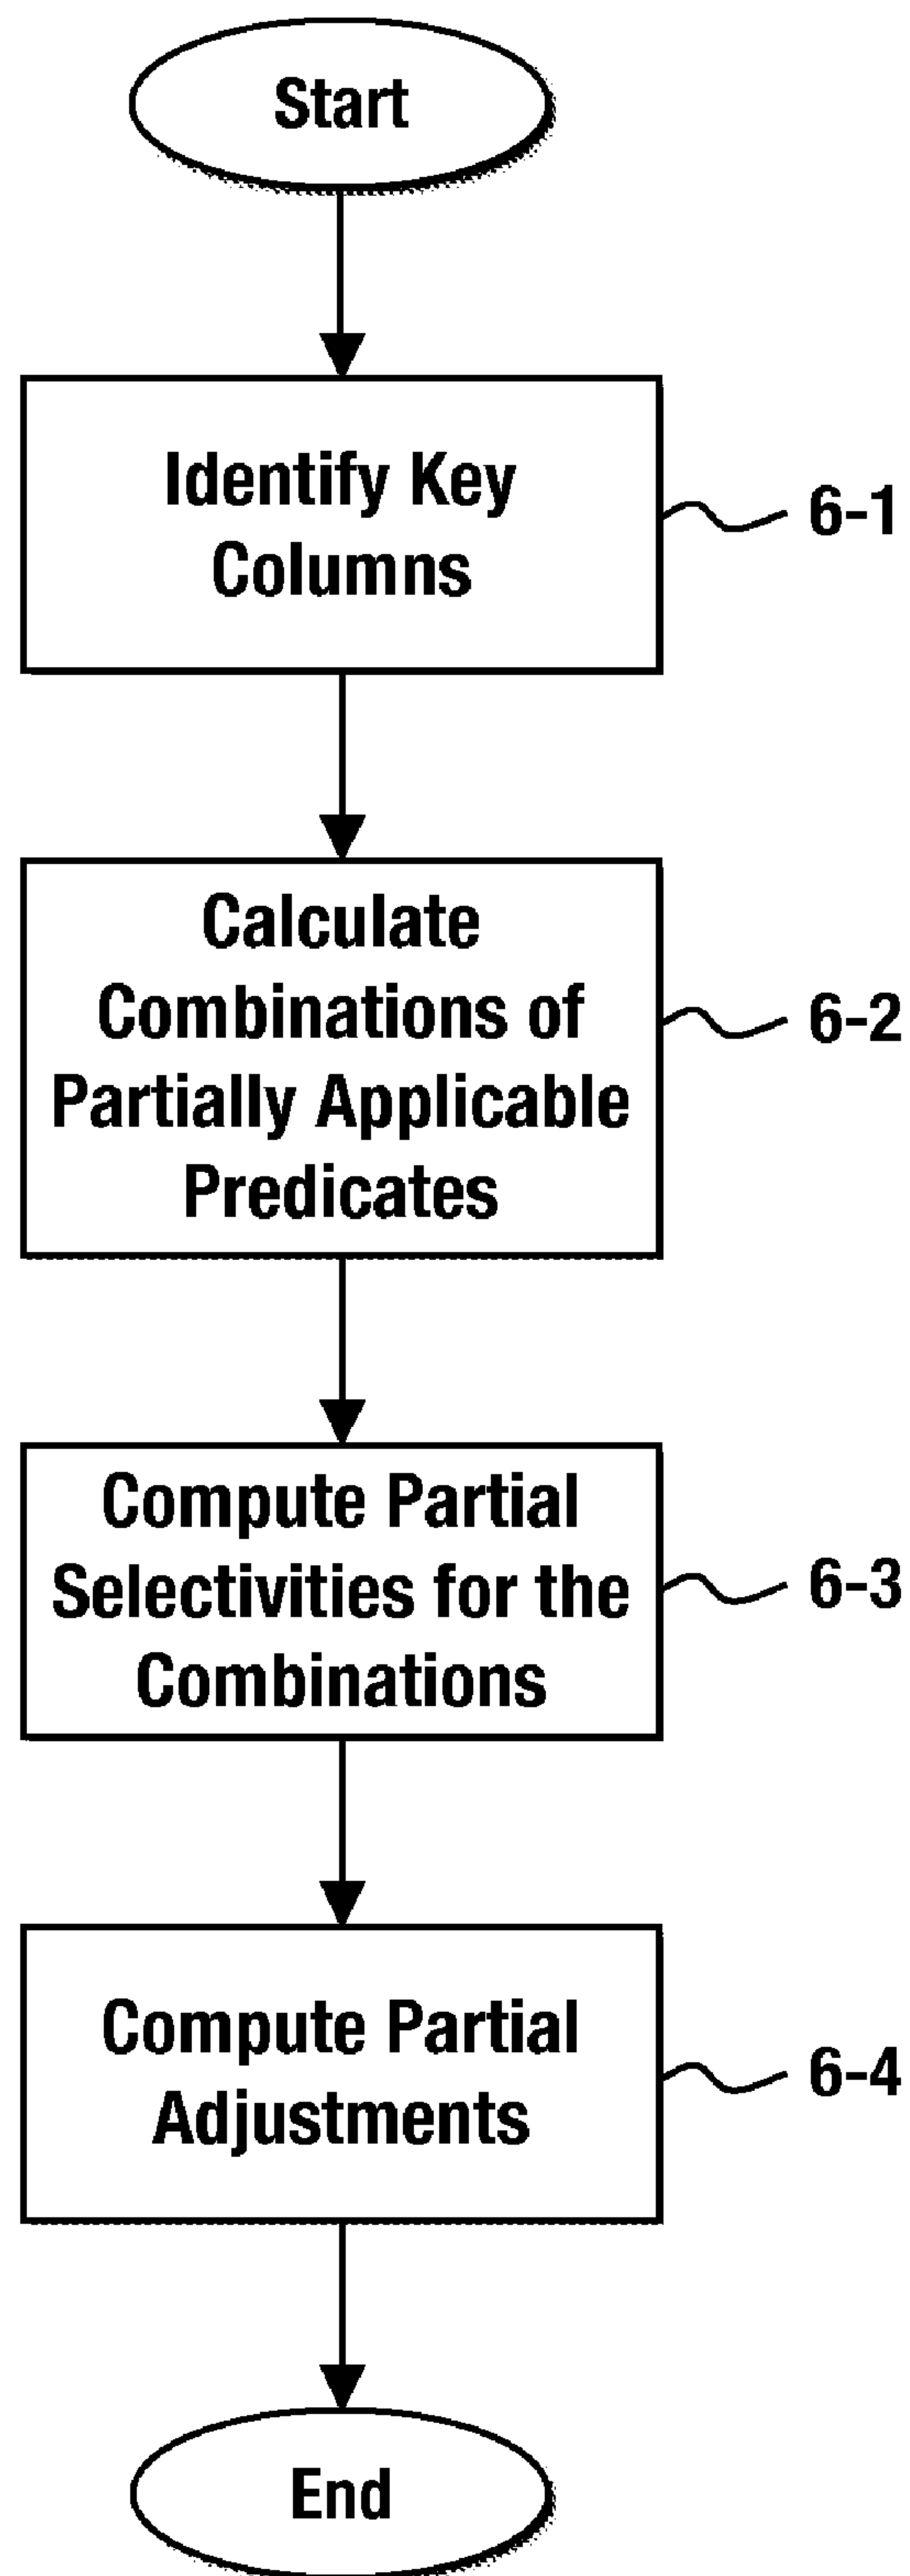 Start
Identify Key
Columns
6-1
Calculate
Combinations of
Partially Applicable
Predicates
6-2
Compute Partial
Selectivities for the
Combinations
6-3
Compute Partial
Adjustments
6-4
End